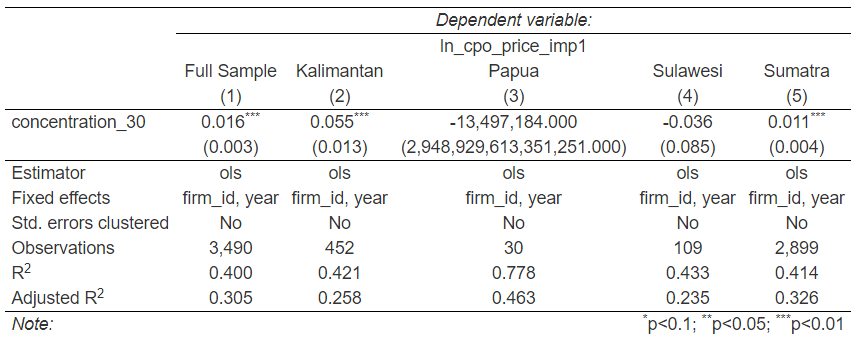 Dependent variable:
ln_cpo_price_imp1
Full Sample Kalimantan Papua Sulawesi Sumatra
(1) (2) (3) (4) (5)
concentration_30 0.016*** 0.055*** -13,497,184.000 -0.036 0.011***
(0.003) (0.013) (2,948,929,613,351,251.000) (0.085) (0.004)
Estimator ols ols ols ols ols
Fixed effects firm_id, year firm_id, year firm_id, year firm_id, year firm_id, year
Std. errors clustered No No No No No
Observations 3,490 452 30 109 2,899
R2 0.400 0.421 0.778 0.433 0.414
Adjusted R2 0.305 0.258 0.463 0.235 0.326
Note: *p<0.1; **p<0.05; ***p<0.01